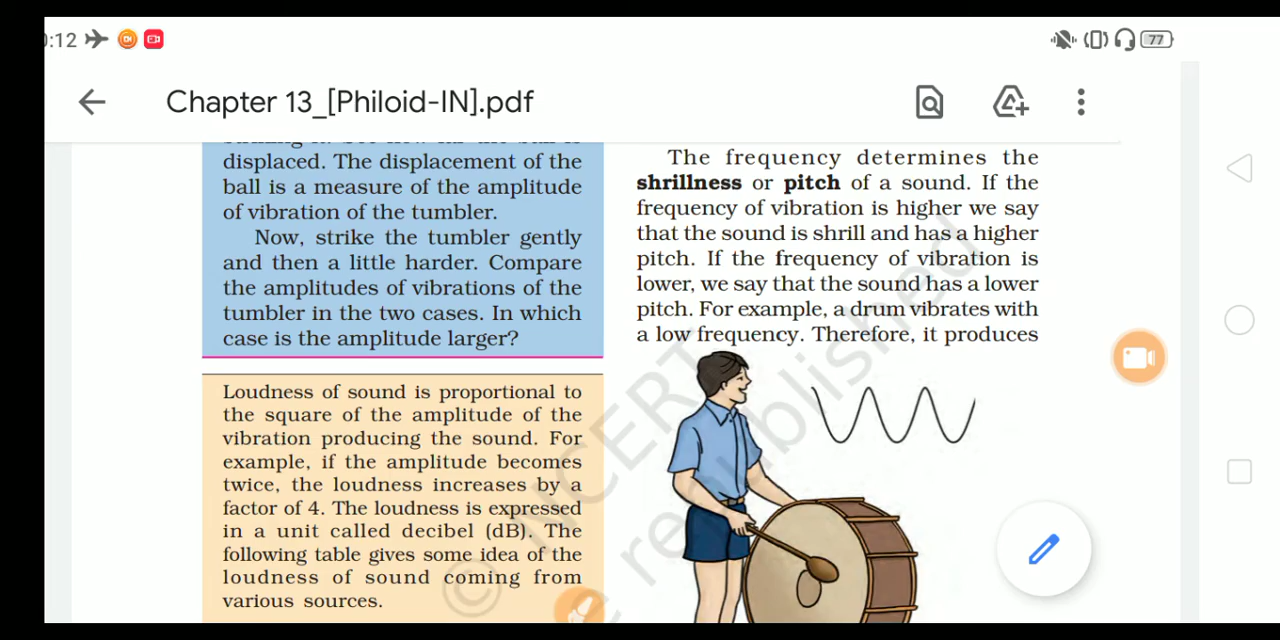 :12
77
Chapter 13_[Philoid-IN].pdf
displaced. The displacement of the
ball is a measure of the amplitude
of vibration of the tumbler.
Now, strike the tumbler gently
and then a little harder. Compare
the amplitudes of vibrations of the
tumbler in the two cases. In which
case is the amplitude larger?
Loudness of sound is proportional to
the square of the amplitude of the
vibration producing the sound. For
example, if the amplitude becomes
twice, the loudness increases by a
factor of 4. The loudness is expressed
in a unit called decibel (dB). The
following table gives some idea of the
loudness of sound coming from
various sources.
The frequency determines the
shrillness or pitch of a sound. If the
frequency of vibration is higher we say
that the sound is shrill and has a higher
pitch. If the frequency of vibration is
lower, we say that the sound has a lower
pitch. For example, a drum vibrates with
a low frequency. Therefore, it produces
© NCERT
republished